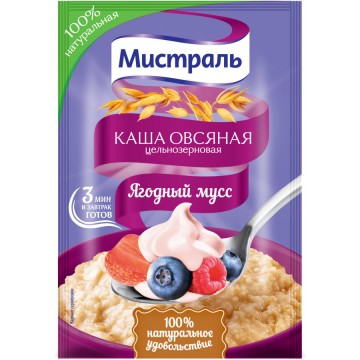 100%
натуральная
Мистраль
КАША ОВСЯНАЯ
цельнозерновая
Ягодный мусс
3 МИН
И ЗАВТРАК
ГОТОВ
100%
натуральное
удовольствие